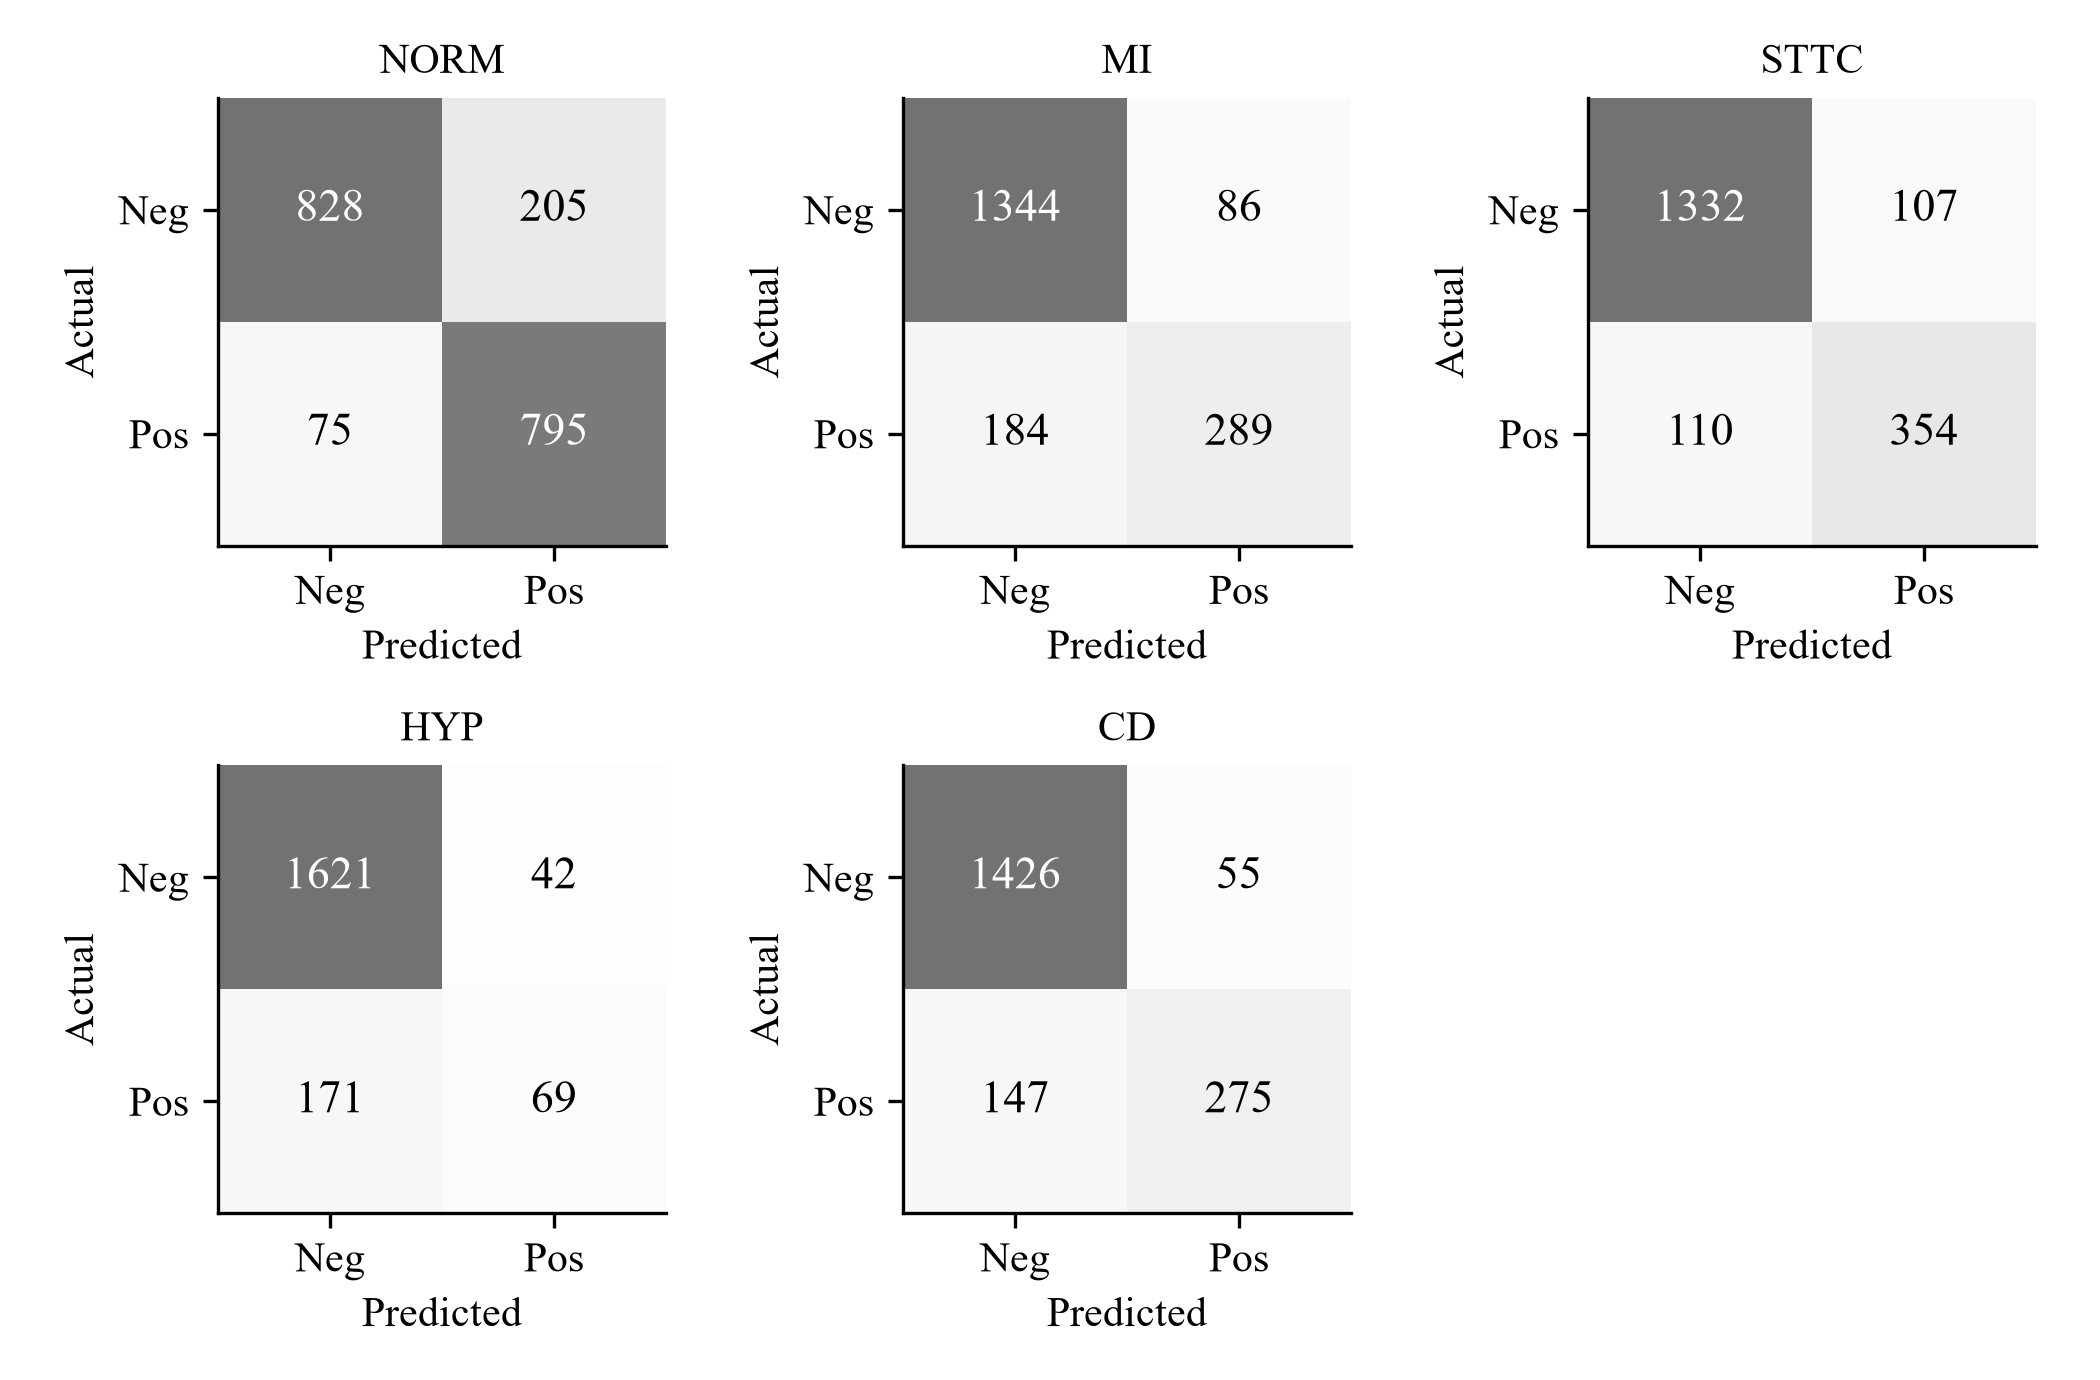 NORM
Neg
828
205
Actual
Pos
75
795
Neg
Pos
Predicted
MI
Neg
1344
86
Actual
Pos
184
289
Neg
Pos
Predicted
STTC
Neg
1332
107
Actual
Pos
110
354
Neg
Pos
Predicted
HYP
Neg
1621
42
Actual
Pos
171
69
Neg
Pos
Predicted
CD
Neg
1426
55
Actual
Pos
147
275
Neg
Pos
Predicted